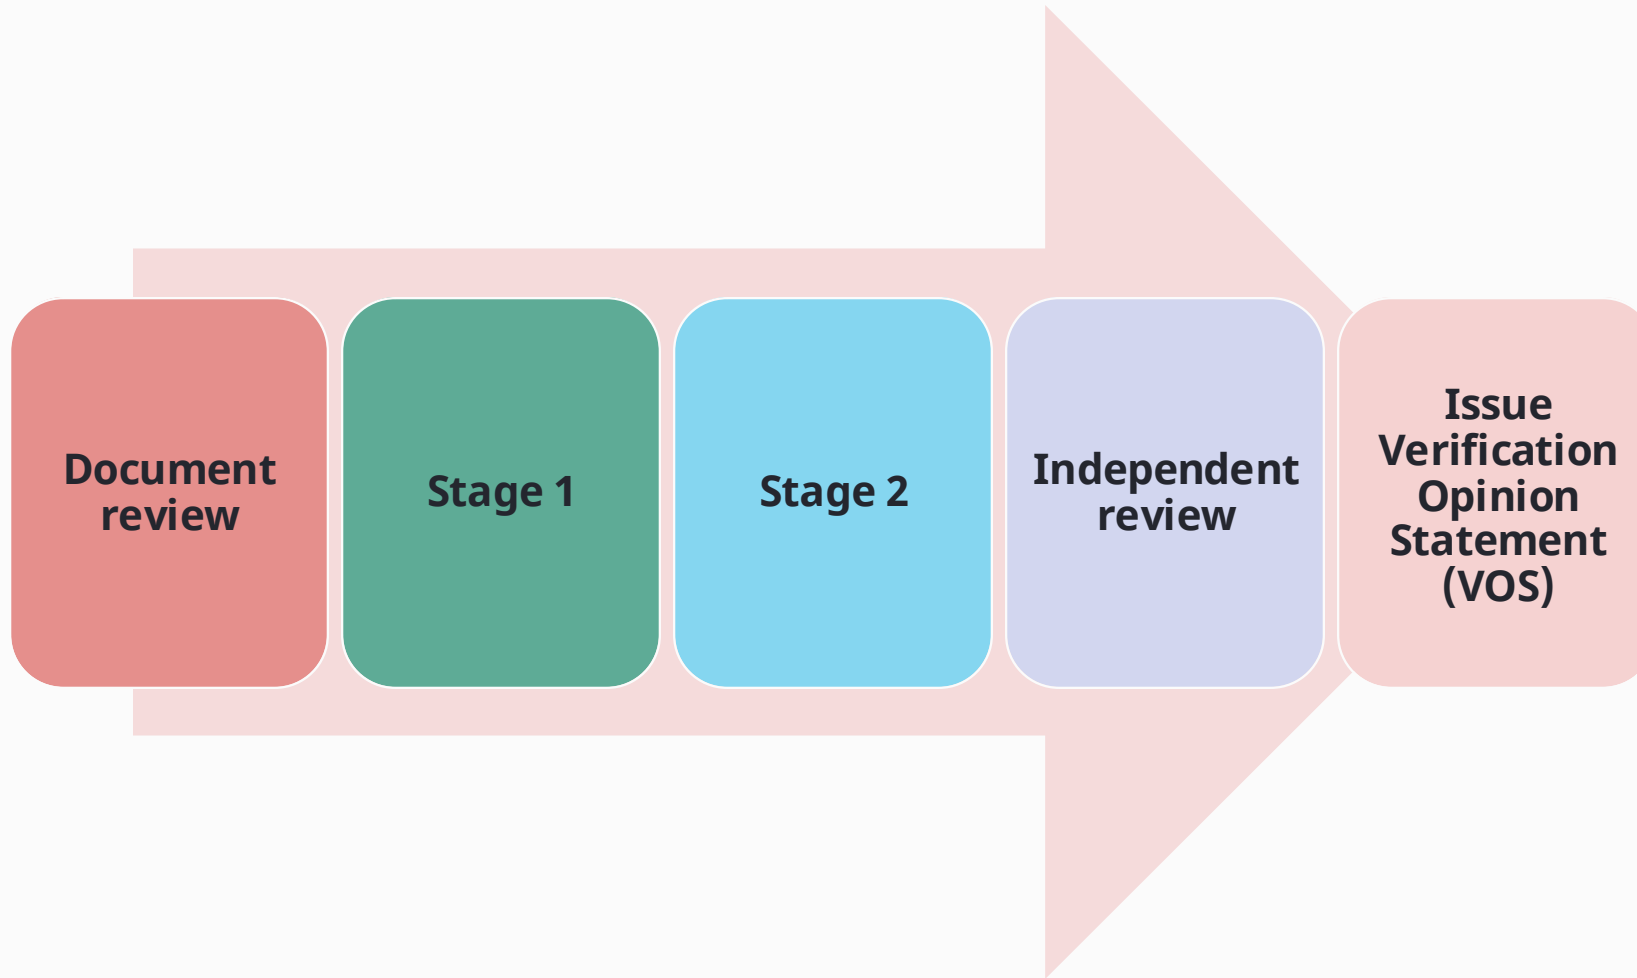 Document
review
Stage 1
Stage 2
Independent
review
Issue
Verification
Opinion
Statement
(VOS)